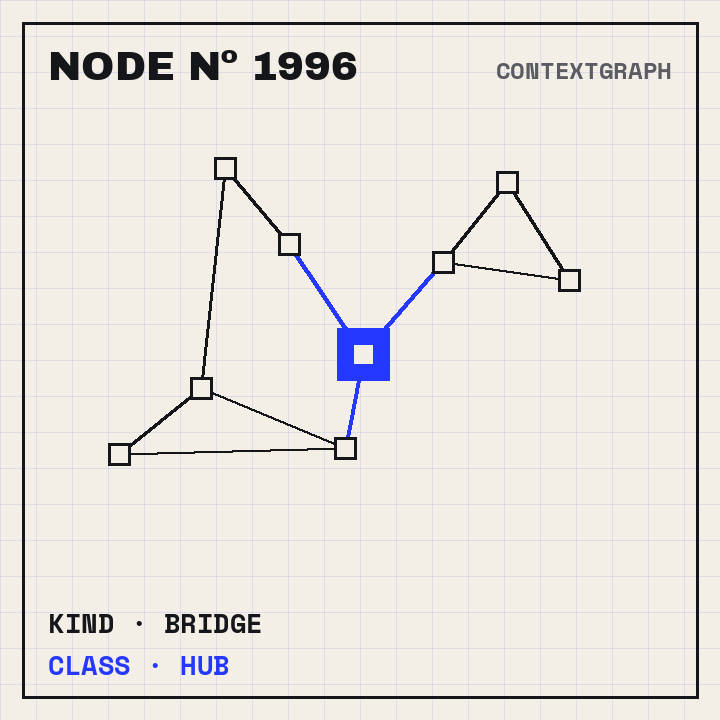 NODE Nº 1996
CONTEXTGRAPH
KIND · BRIDGE
CLASS · HUB